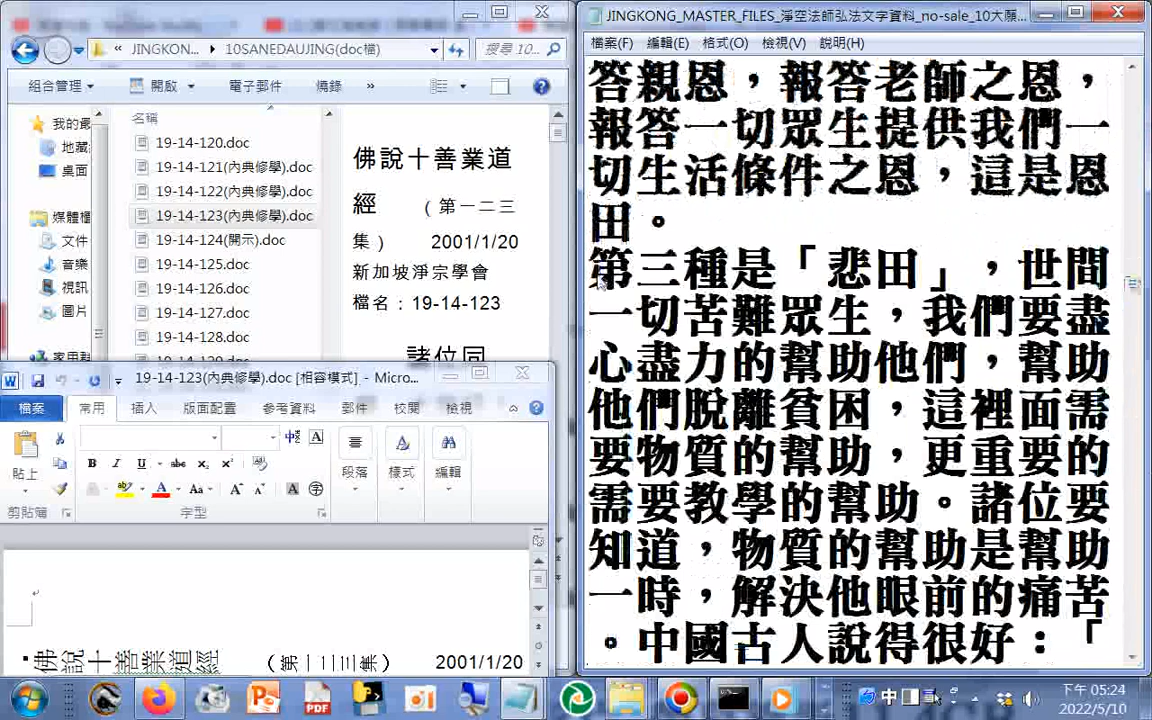 JINGKON...
10SANEDAUJING(doc檔)
搜尋 10...
組合管理
開啟
電子郵件
燒錄
»
我的最
地藏
桌面
媒體櫃
文件
音樂
視訊
圖片
家用群
名稱
19-14-120.doc
19-14-121(內典修學).doc
19-14-122(內典修學).doc
19-14-123(內典修學).doc
19-14-124(開示).doc
19-14-125.doc
19-14-126.doc
19-14-127.doc
19-14-128.doc
佛說十善業道
經 (第一二三
集) 2001/1/20
新加坡淨宗學會
檔名：19-14-123
諸位同
19-14-123(內典修學).doc [相容模式] - Micro...
檔案 常用 插入 版面配置 參考資料 郵件 校閱 檢視
貼上
段落
樣式
編輯
剪貼簿
字型
佛說十善業道經 (第一二三集) 2001/1/20
JINGKONG_MASTER_FILES_淨空法師弘法文字資料_no-sale_10大願...
檔案(F) 編輯(E) 格式(O) 檢視(V) 說明(H)
答親恩，報答老師之恩，
報答一切眾生提供我們一
切生活條件之恩，這是恩
田。
第三種是「悲田」，世間
一切苦難眾生，我們要盡
心盡力的幫助他們，幫助
他們脫離貧困，這裡面需
要物質的幫助，更重要的
需要教學的幫助。諸位要
知道，物質的幫助是幫助
一時，解決他眼前的痛苦
。中國古人說得很好：「
中
下午 05:24
2022/5/10